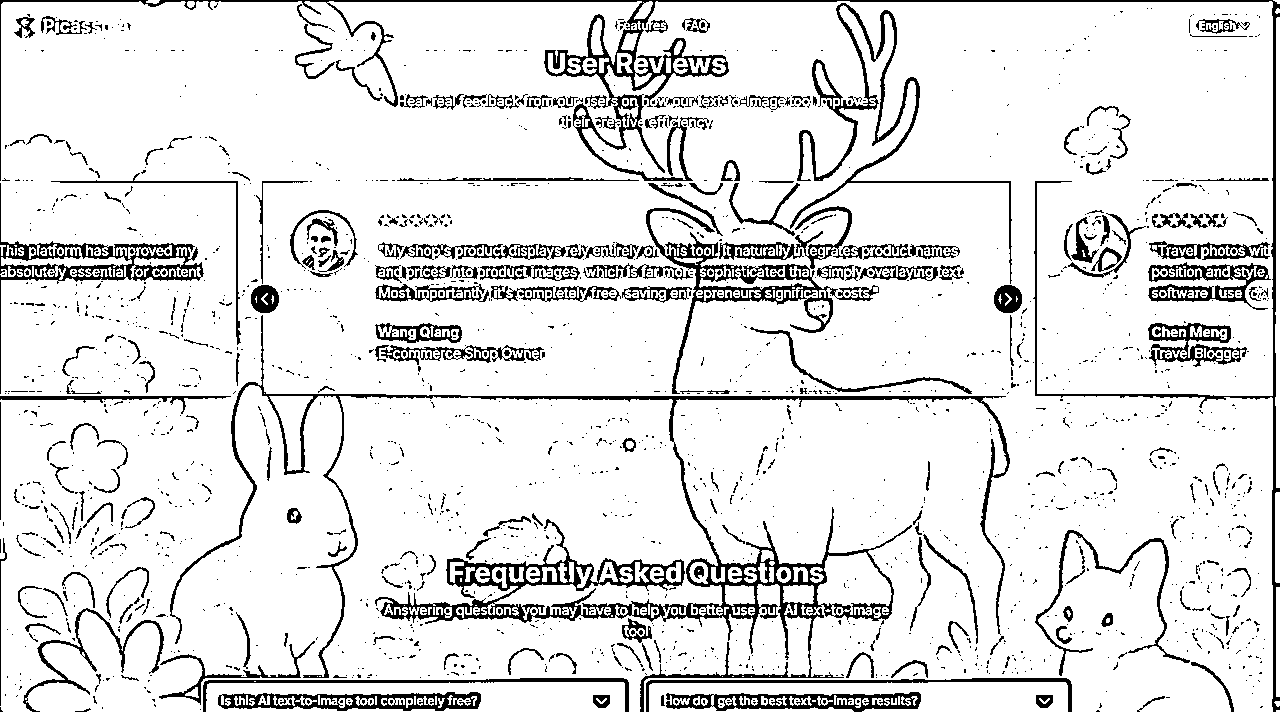 Features FAQ
English
User Reviews
Hear real feedback from our users on how our text-to-image tool improves
their creative efficiency
This platform has improved my
absolutely essential for content
"My shop's product displays rely entirely on this tool. It naturally integrates product names
and prices into product images, which is far more sophisticated than simply overlaying text.
Most importantly, it's completely free, saving entrepreneurs significant costs."
Wang Qiang
E-commerce Shop Owner
"Travel photos with
position and style,
software I use
Chen Meng
Travel Blogger
Frequently Asked Questions
Answering questions you may have to help you better use our AI text-to-image
tool
Is this AI text-to-image tool completely free?
How do I get the best text-to-image results?